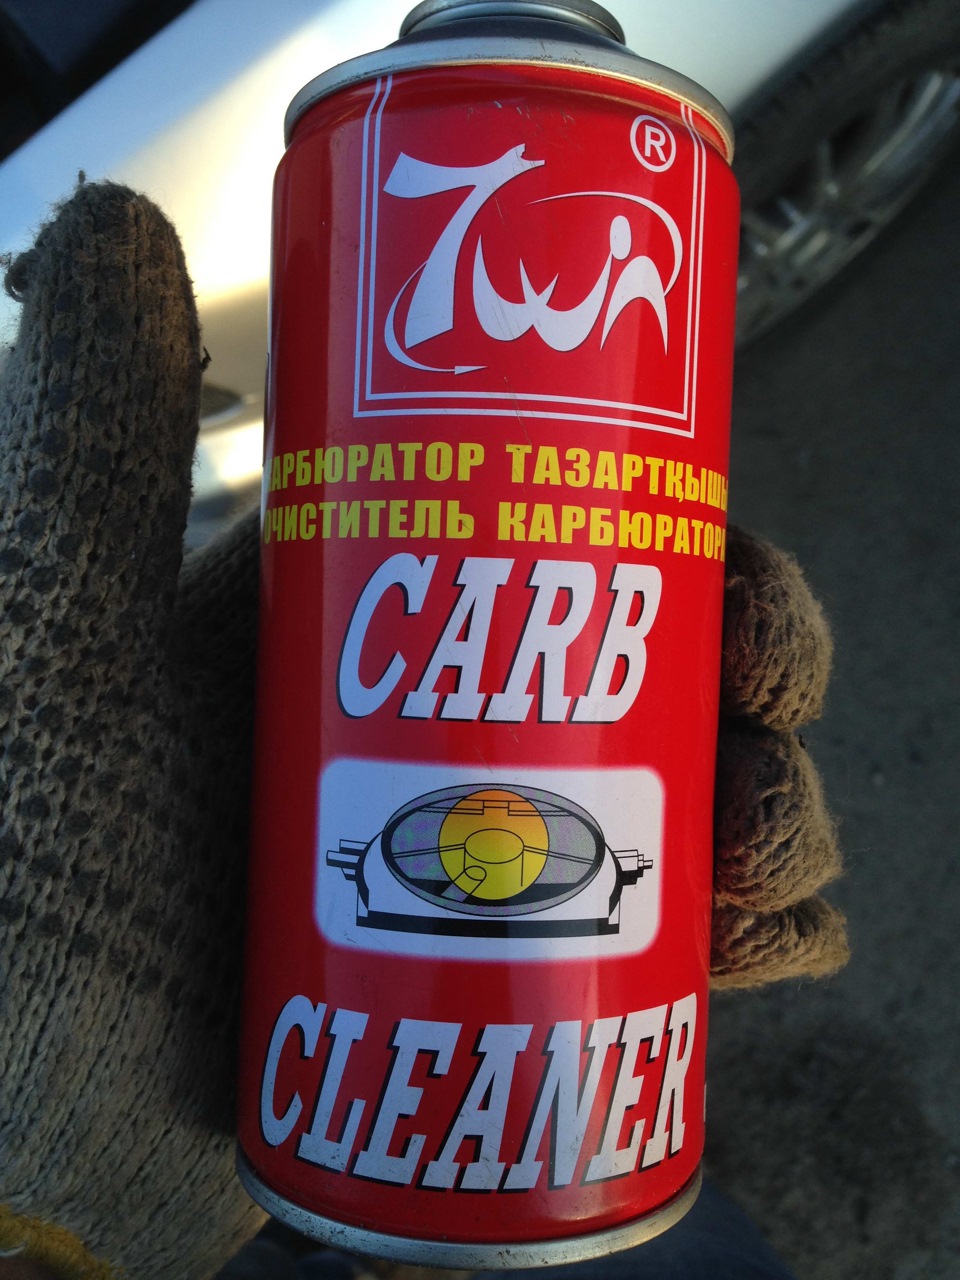 7Win ®
АРБЮРАТОР ТАЗАРТҚЫШ
ОЧИСТИТЕЛЬ КАРБЮРАТОР
CARB
CLEANER